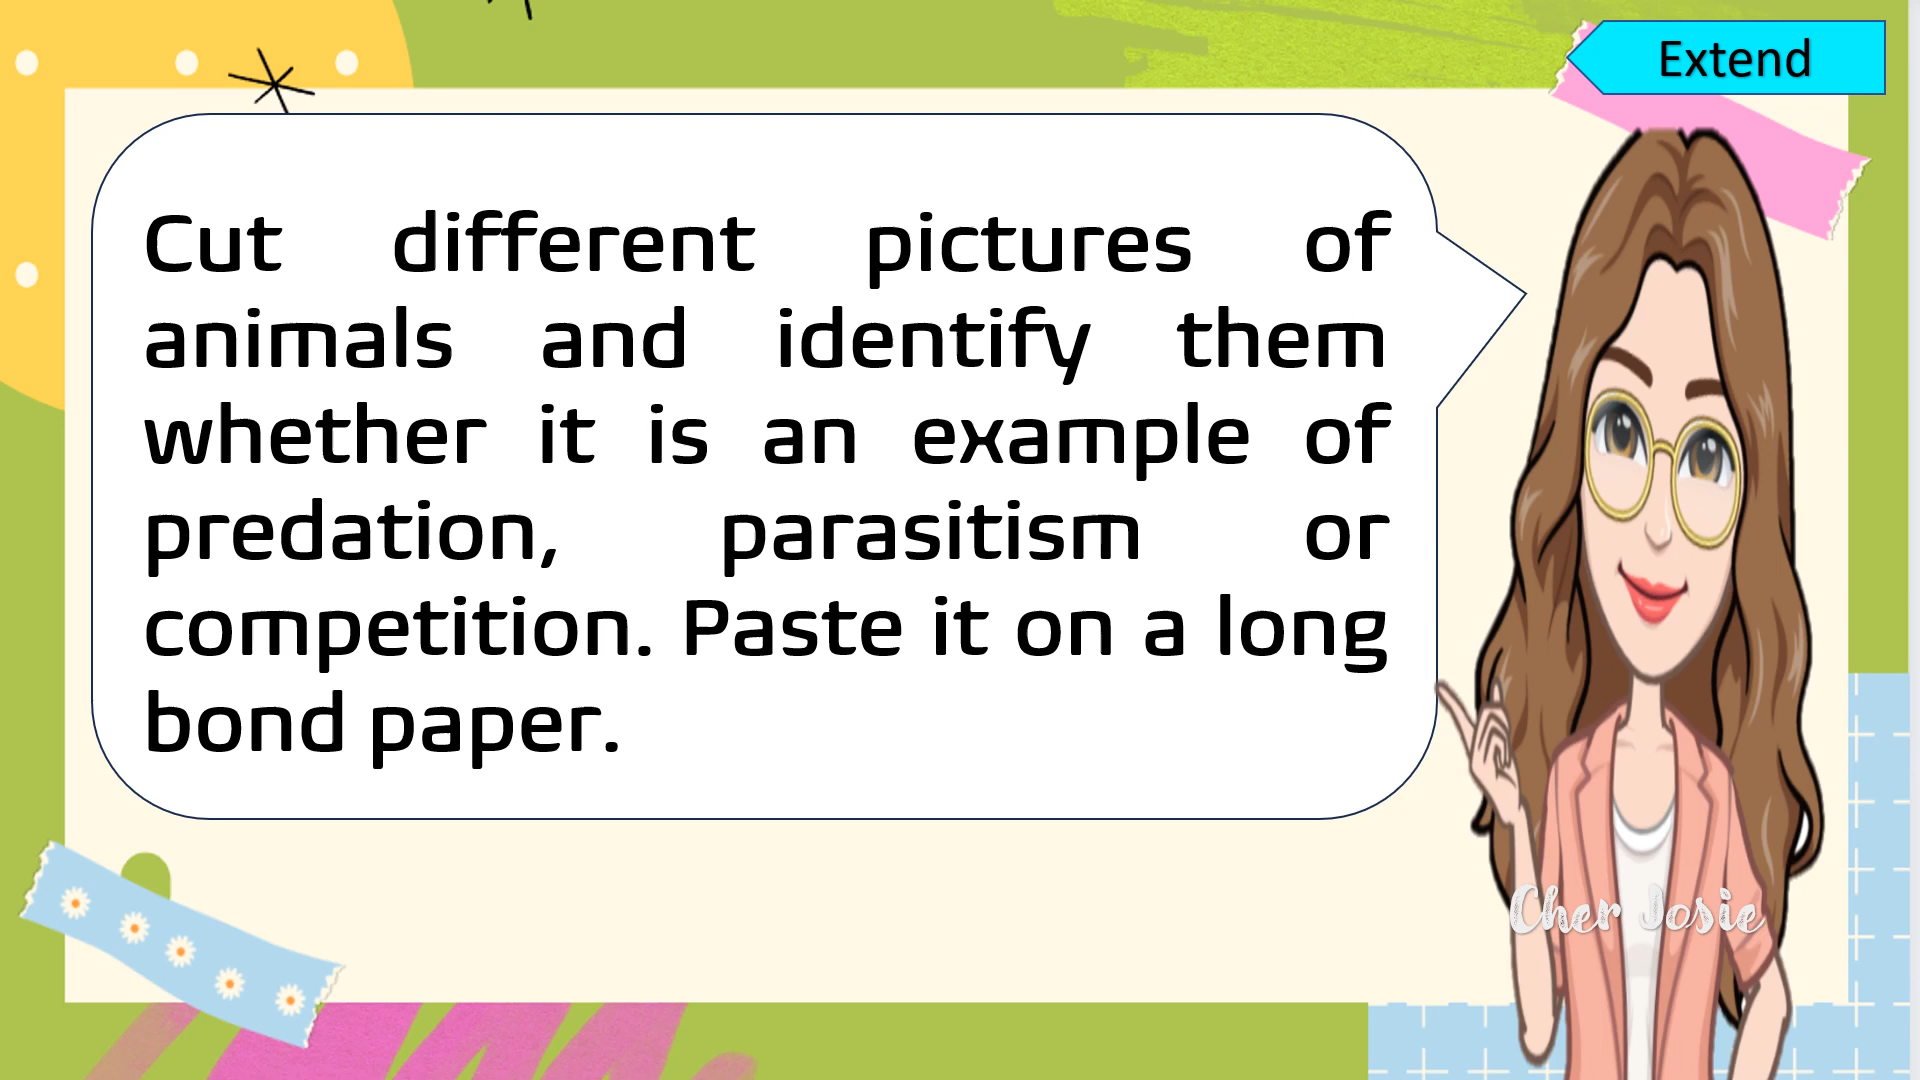 Extend
Cut different pictures of
animals and identify them
whether it is an example of
predation, parasitism or
competition. Paste it on a long
bond paper.
Cher Josie